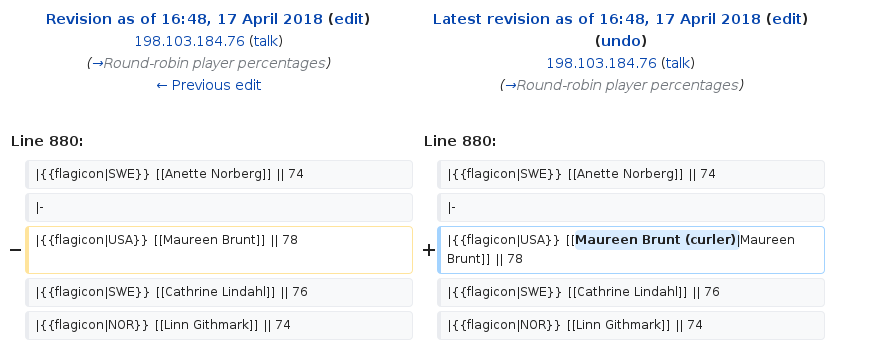 Revision as of 16:48, 17 April 2018 (edit)
198.103.184.76 (talk)
(→Round-robin player percentages)
← Previous edit
Latest revision as of 16:48, 17 April 2018 (edit)
(undo)
198.103.184.76 (talk)
(→Round-robin player percentages)
Line 880:
Line 880:
|{{flagicon|SWE}} [[Anette Norberg]] || 74
|{{flagicon|SWE}} [[Anette Norberg]] || 74
|-
|-
− |{{flagicon|USA}} [[Maureen Brunt]] || 78
+ |{{flagicon|USA}} [[Maureen Brunt (curler)|Maureen
Brunt]] || 78
|{{flagicon|SWE}} [[Cathrine Lindahl]] || 76
|{{flagicon|SWE}} [[Cathrine Lindahl]] || 76
|{{flagicon|NOR}} [[Linn Githmark]] || 74
|{{flagicon|NOR}} [[Linn Githmark]] || 74